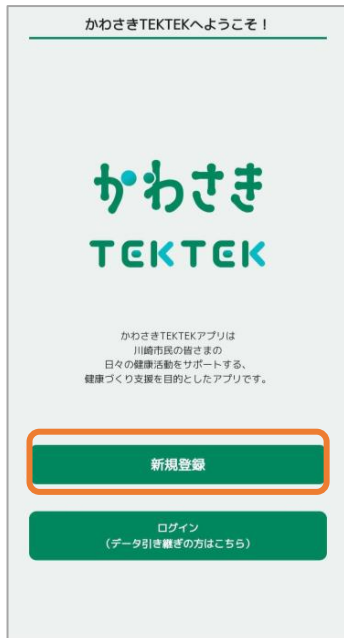 かわさきTEKTEKへようこそ！
かわさき
TEKTEK
かわさきTEKTEKアプリは
川崎市民の皆さまの
日々の健康活動をサポートする、
健康づくり支援を目的としたアプリです。
新規登録
ログイン
（データ引き継ぎの方はこちら）